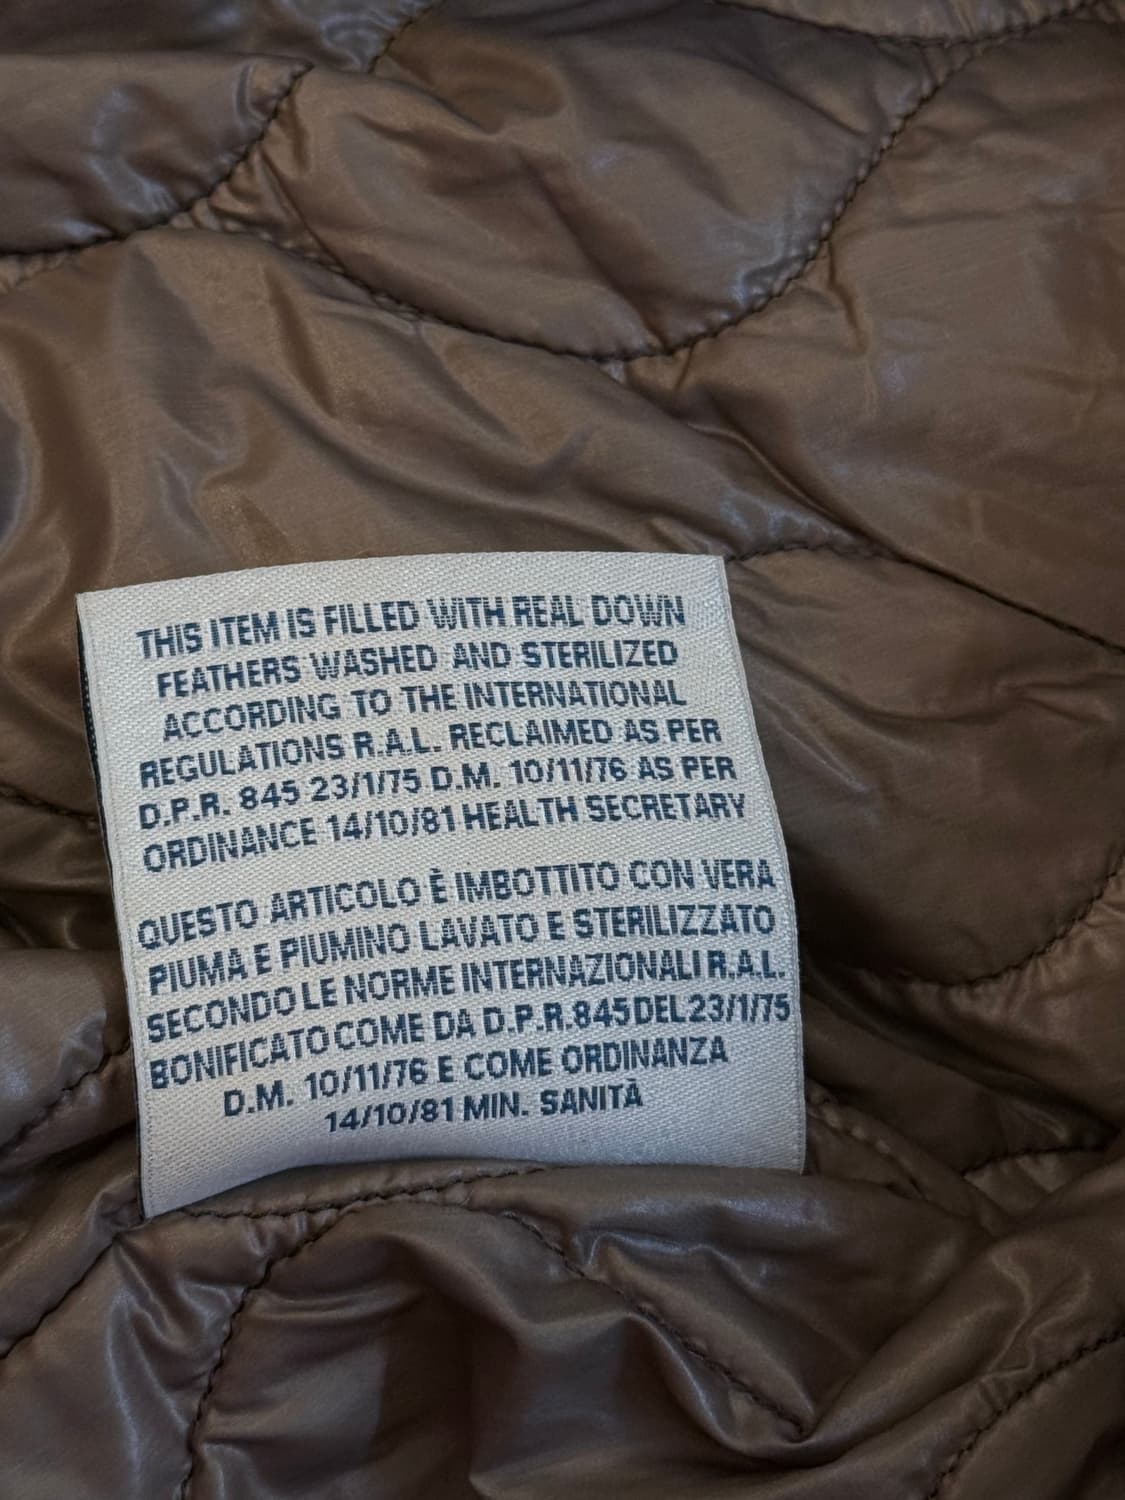 THIS ITEM IS FILLED WITH REAL DOWN
FEATHERS WASHED AND STERILIZED
ACCORDING TO THE INTERNATIONAL
REGULATIONS R.A.L. RECLAIMED AS PER
D.P.R. 845 23/1/75 D.M. 10/11/76 AS PER
ORDINANCE 14/10/81 HEALTH SECRETARY
QUESTO ARTICOLO È IMBOTTITO CON VERA
PIUMA E PIUMINO LAVATO E STERILIZZATO
SECONDO LE NORME INTERNAZIONALI R.A.L.
BONIFICATO COME DA D.P.R. 845 DEL 23/1/75
D.M. 10/11/76 E COME ORDINANZA
14/10/81 MIN. SANITÀ